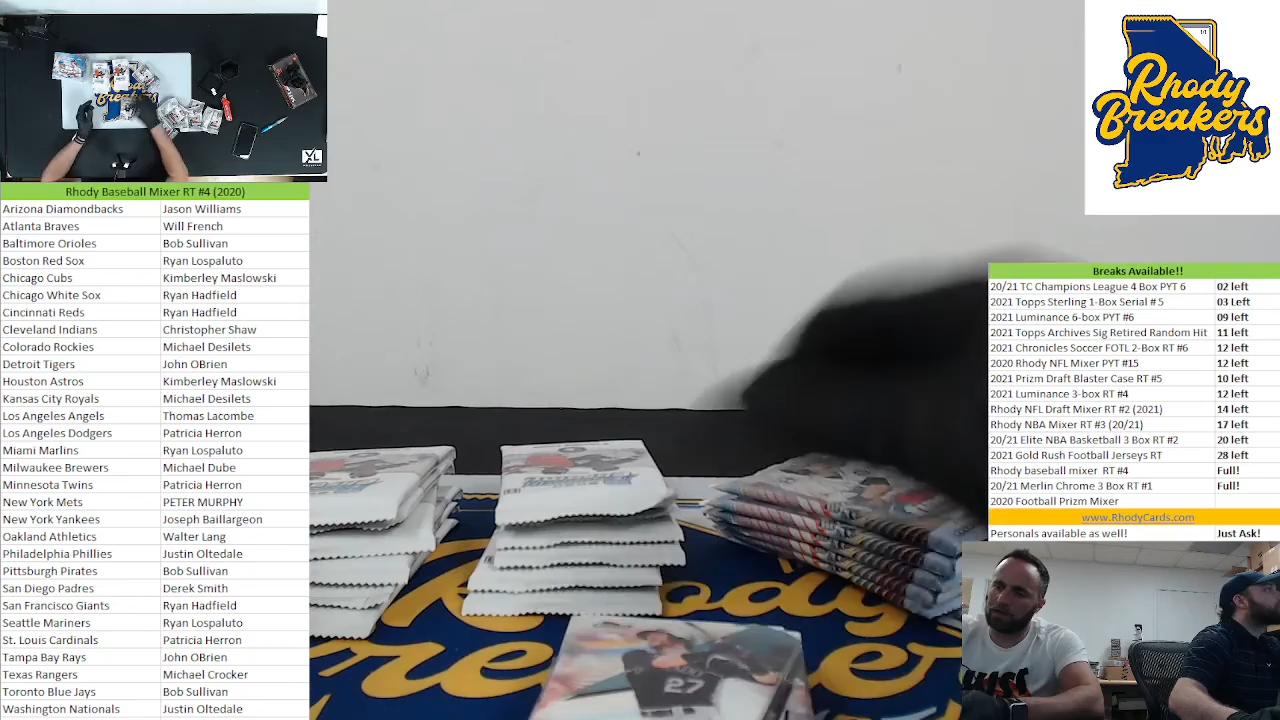 Rhody Baseball Mixer RT #4 (2020)
Arizona Diamondbacks Jason Williams
Atlanta Braves Will French
Baltimore Orioles Bob Sullivan
Boston Red Sox Ryan Lospaluto
Chicago Cubs Kimberley Maslowski
Chicago White Sox Ryan Hadfield
Cincinnati Reds Ryan Hadfield
Cleveland Indians Christopher Shaw
Colorado Rockies Michael Desilets
Detroit Tigers John OBrien
Houston Astros Kimberley Maslowski
Kansas City Royals Michael Desilets
Los Angeles Angels Thomas Lacombe
Los Angeles Dodgers Patricia Herron
Miami Marlins Ryan Lospaluto
Milwaukee Brewers Michael Dube
Minnesota Twins Patricia Herron
New York Mets PETER MURPHY
New York Yankees Joseph Baillargeon
Oakland Athletics Walter Lang
Philadelphia Phillies Justin Oltedale
Pittsburgh Pirates Bob Sullivan
San Diego Padres Derek Smith
San Francisco Giants Ryan Hadfield
Seattle Mariners Ryan Lospaluto
St. Louis Cardinals Patricia Herron
Tampa Bay Rays John OBrien
Texas Rangers Michael Crocker
Toronto Blue Jays Bob Sullivan
Washington Nationals Justin Oltedale
XL
27
1/1
Rhody
Breakers
Breaks Available!!
20/21 TC Champions League 4 Box PYT 6 02 left
2021 Topps Sterling 1-Box Serial # 5 03 Left
2021 Luminance 6-box PYT #6 09 left
2021 Topps Archives Sig Retired Random Hit 11 left
2021 Chronicles Soccer FOTL 2-Box RT #6 12 left
2020 Rhody NFL Mixer PYT #15 12 left
2021 Prizm Draft Blaster Case RT #5 10 left
2021 Luminance 3-box RT #4 12 left
Rhody NFL Draft Mixer RT #2 (2021) 14 left
Rhody NBA Mixer RT #3 (20/21) 17 left
20/21 Elite NBA Basketball 3 Box RT #2 20 left
2021 Gold Rush Football Jerseys RT 28 left
Rhody baseball mixer RT #4 Full!
20/21 Merlin Chrome 3 Box RT #1 Full!
2020 Football Prizm Mixer
www.RhodyCards.com
Personals available as well! Just Ask!